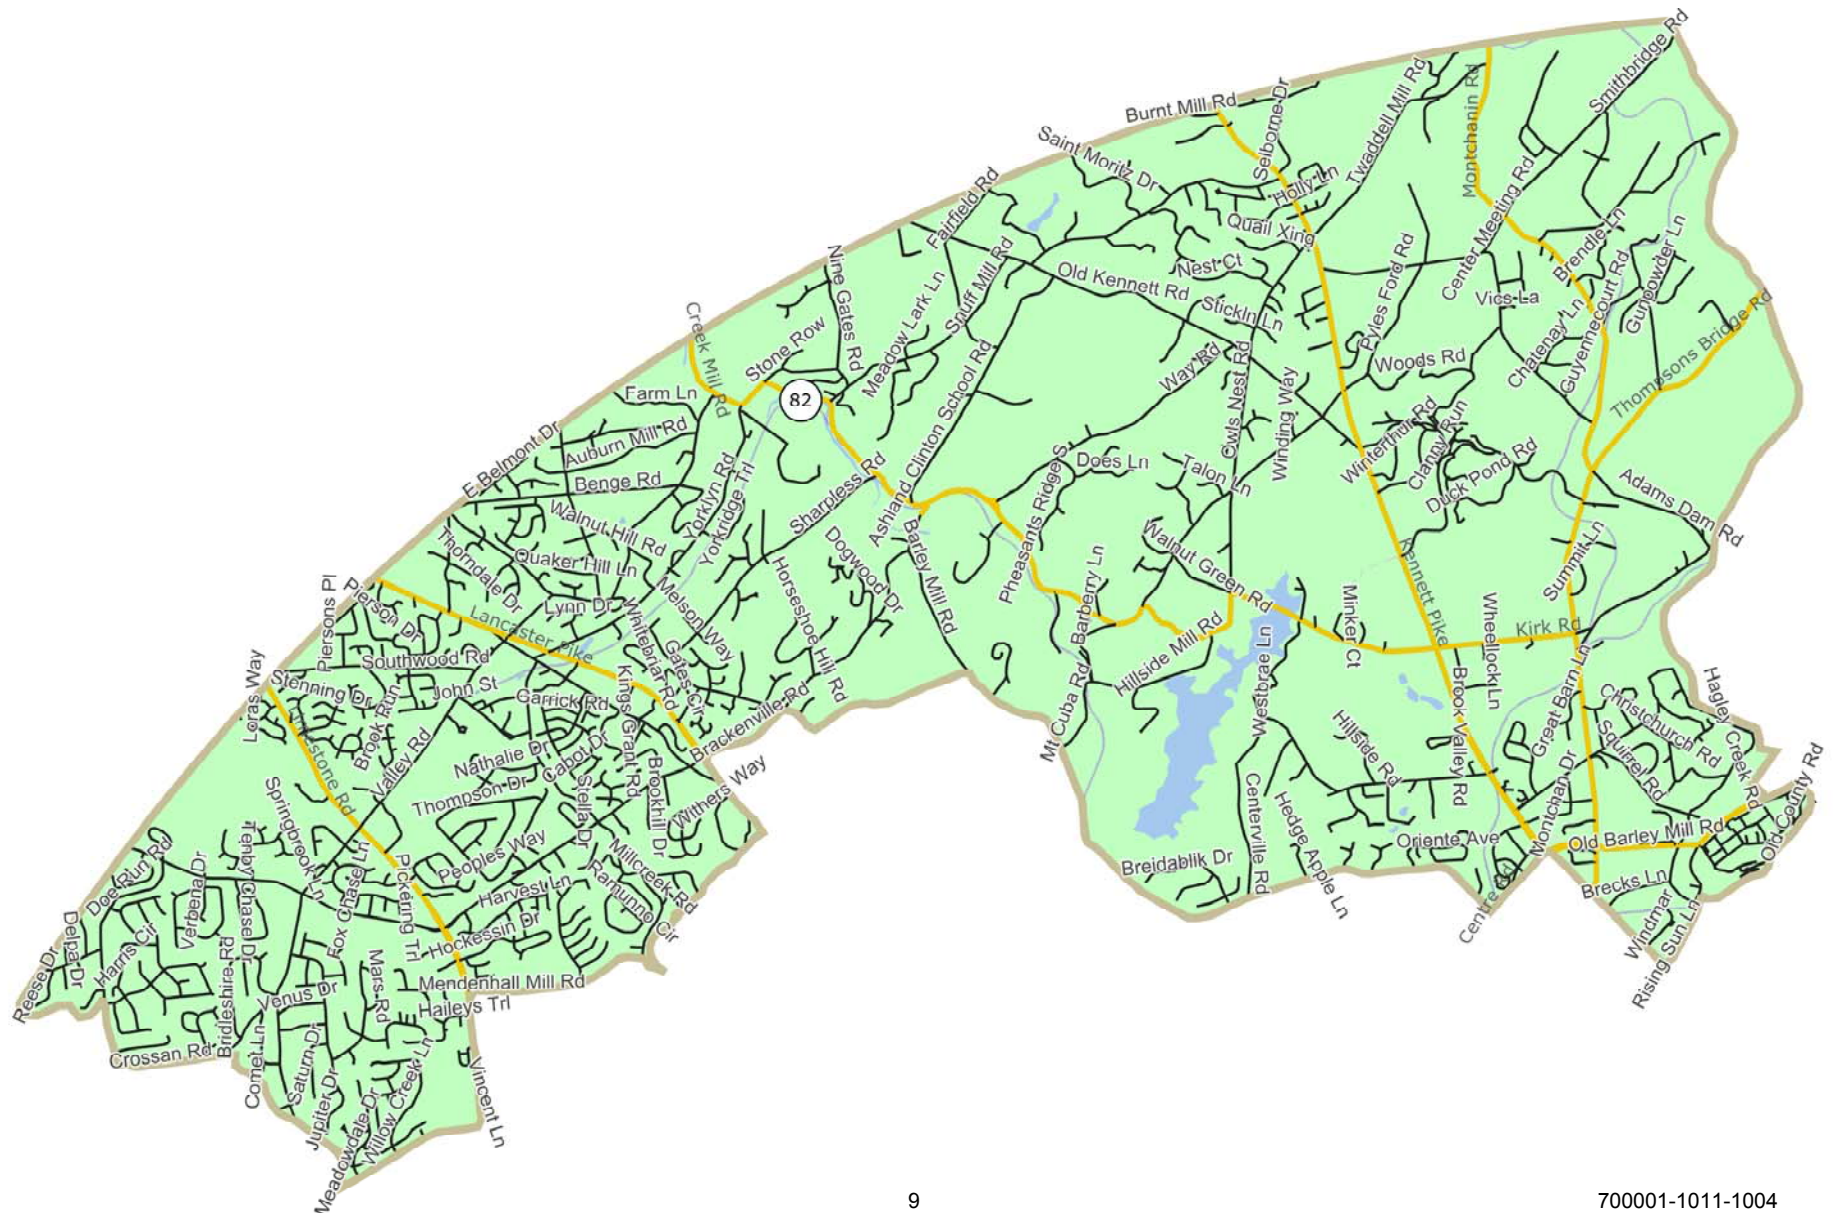 Smithbridge Rd
Burnt Mill Rd
Selborne Dr
Twaddell Mill Rd
Montchanin Rd
Saint Moritz Dr
Holly Ln
Fairfield Rd
Quail Xing
Center Meeting Rd
Brendle Ln
Gunpowder Ln
Nine Gates Rd
Snuff Mill Rd
Nest Ct
Old Kennett Rd
Stickln Ln
Pyles Ford Rd
Vics La
Guyennecourt Rd
Chatenay Ln
Thompsons Bridge Rd
Creek Mill Rd
Stone Row
Meadow Lark Ln
Way Rd
Woods Rd
Farm Ln
82
Ashland Clinton School Rd
Owls Nest Rd
Winding Way
Winterthur Rd
Clanny Run
Duck Pond Rd
E Belmont Dr
Auburn Mill Rd
Benge Rd
Yorklyn Rd
Yorkridge Trl
Sharpless Rd
Does Ln
Talon Ln
Adams Dam Rd
Walnut Hill Rd
Quaker Hill Ln
Thorndale Dr
Lynn Dr
Dogwood Dr
Barley Mill Rd
Pheasants Ridge S
Walnut Green Rd
Barberry Ln
Kennett Pike
Summit Ln
Piersons Pl
Pierson Dr
Lancaster Pike
Melson Way
Whitebriar Rd
Horseshoe Hill Rd
Hillside Mill Rd
Minker Ct
Wheellock Ln
Kirk Rd
Southwood Rd
Gates Cir
Loras Way
Stenning Dr
John St
Garrick Rd
Kings Grant Rd
Brackenville Rd
Mt Cuba Rd
Westbrae Ln
Brook Valley Rd
Great Barn Ln
Christchurch Rd
Hagley Creek Rd
Brook Run
Valley Rd
Limestone Rd
Nathalie Dr
Cabot Dr
Thompson Dr
Stella Dr
Brookhill Dr
Withers Way
Hillside Rd
Squirrel Rd
Old County Rd
Springbrook Ln
Centerville Rd
Hedge Apple Ln
Oriente Ave
Montchan Dr
Old Barley Mill Rd
Doe Run Rd
Verbena Dr
Tenby Chase Dr
Fox Chase Ln
Pickering Trl
Peoples Way
Harvest Ln
Millcreek Rd
Ramunno Cir
Breidablik Dr
Centre Rd
Brecks Ln
Windmar
Rising Sun Ln
Delpa Dr
Reese Dr
Harris Cir
Bridleshire Rd
Hockessin Dr
Venus Dr
Mars Rd
Mendenhall Mill Rd
Haileys Trl
Crossan Rd
Comet Ln
Saturn Dr
Jupiter Dr
Meadowdale Dr
Willow Creek Ln
Vincent Ln
9
700001-1011-1004